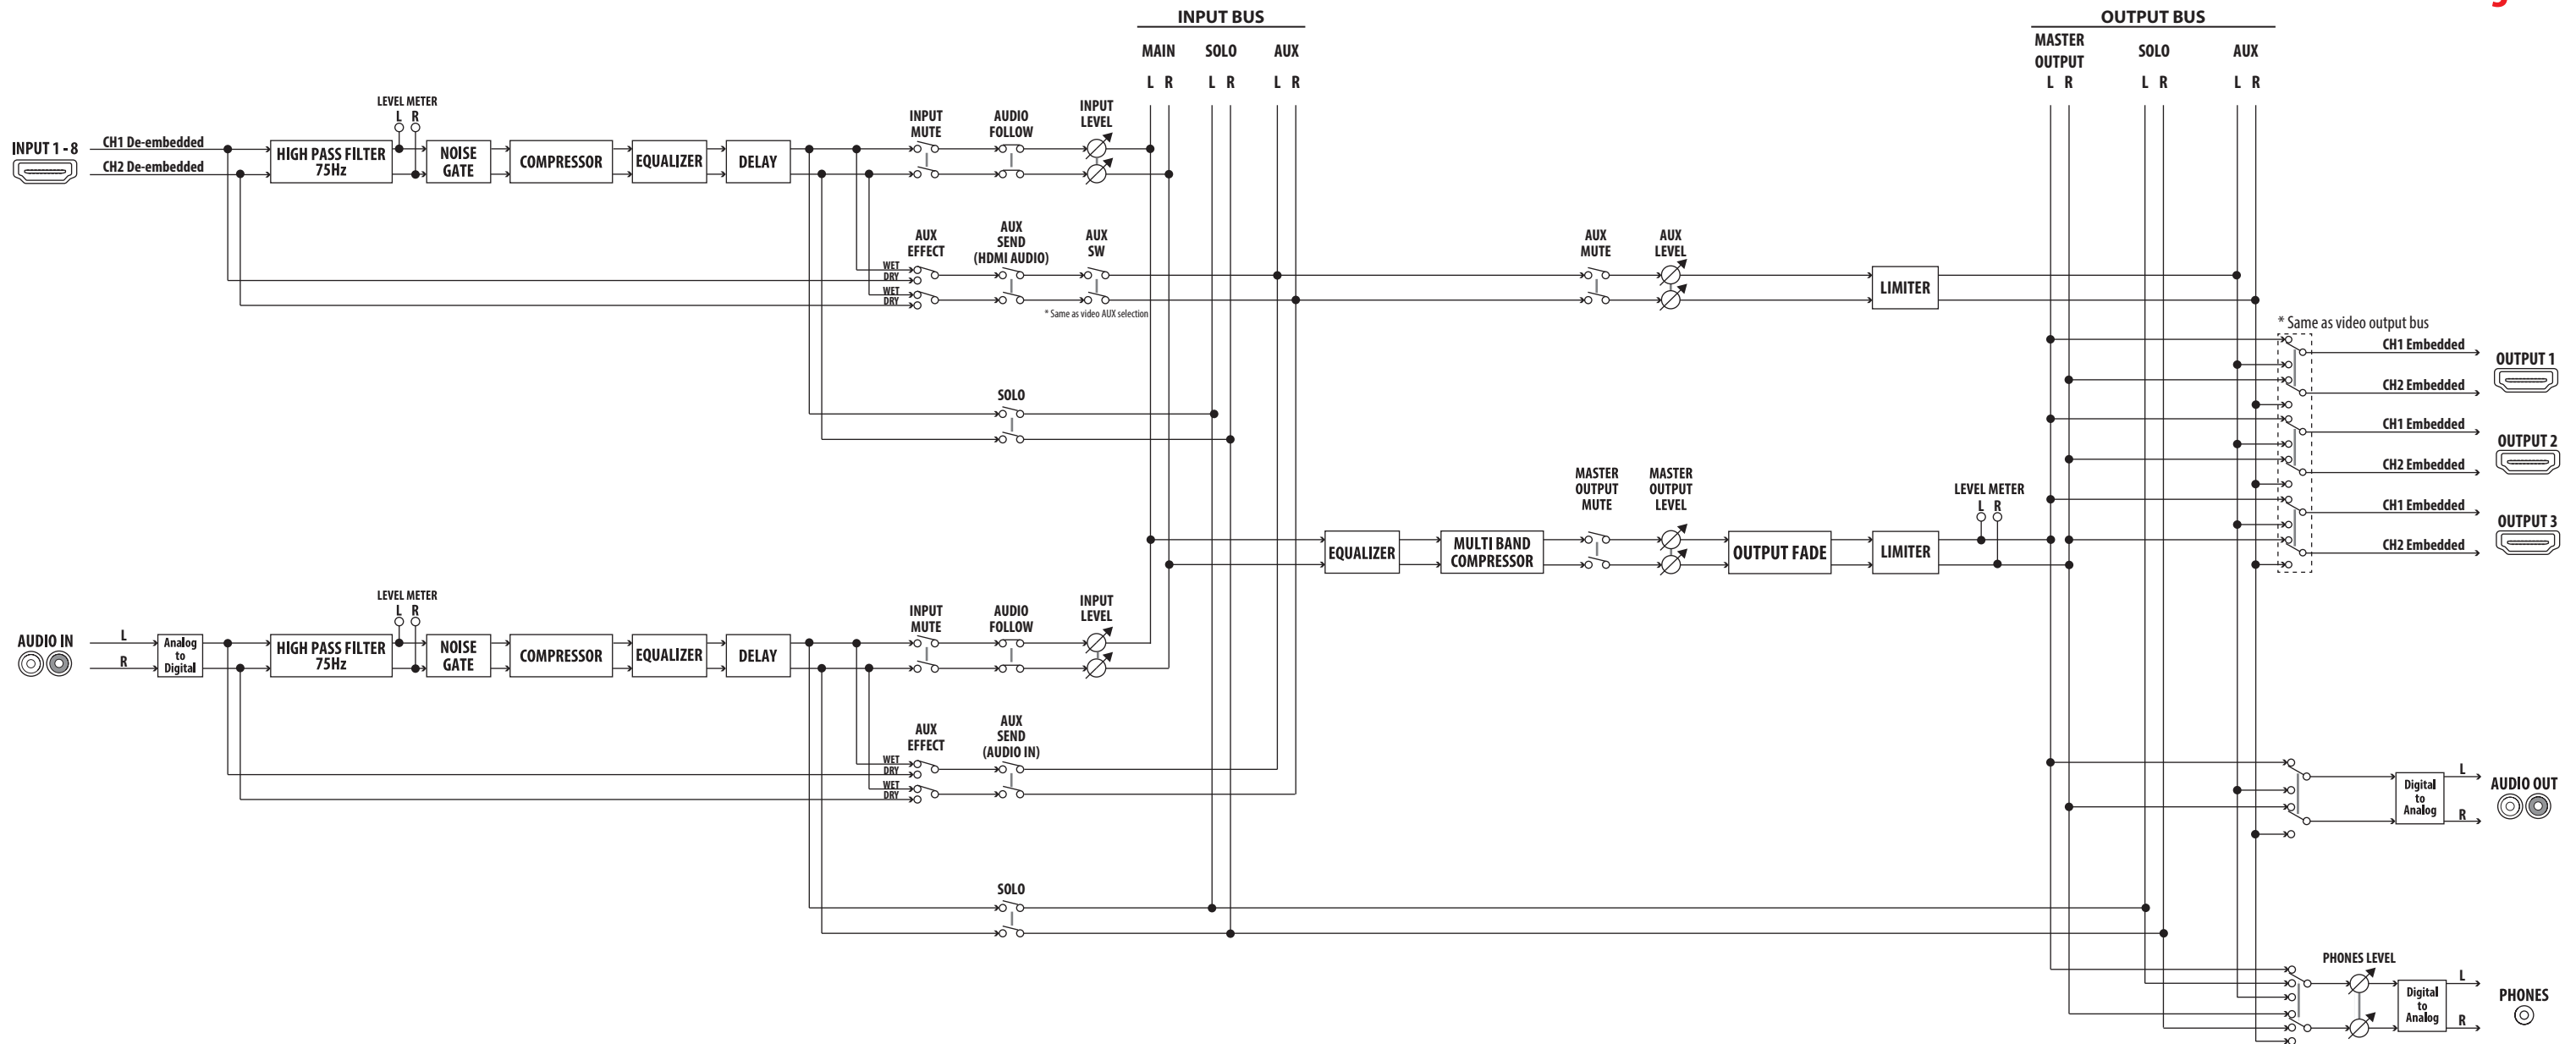 INPUT BUS
OUTPUT BUS
MAIN
SOLO
AUX
L R
L R
L R
MASTER
OUTPUT
SOLO
AUX
L R
L R
L R
INPUT 1 - 8
CH1 De-embedded
CH2 De-embedded
LEVEL METER
L R
HIGH PASS FILTER
75Hz
NOISE
GATE
COMPRESSOR
EQUALIZER
DELAY
INPUT
MUTE
AUDIO
FOLLOW
INPUT
LEVEL
AUX
EFFECT
AUX
SEND
(HDMI AUDIO)
AUX
SW
WET
DRY
WET
DRY
* Same as video AUX selection
AUX
MUTE
AUX
LEVEL
LIMITER
SOLO
* Same as video output bus
CH1 Embedded
CH2 Embedded
OUTPUT 1
CH1 Embedded
CH2 Embedded
OUTPUT 2
CH1 Embedded
CH2 Embedded
OUTPUT 3
EQUALIZER
MULTI BAND
COMPRESSOR
MASTER
OUTPUT
MUTE
MASTER
OUTPUT
LEVEL
OUTPUT FADE
LIMITER
LEVEL METER
L R
AUDIO IN
L
R
Analog
to
Digital
LEVEL METER
L R
HIGH PASS FILTER
75Hz
NOISE
GATE
COMPRESSOR
EQUALIZER
DELAY
INPUT
MUTE
AUDIO
FOLLOW
INPUT
LEVEL
AUX
EFFECT
AUX
SEND
(AUDIO IN)
WET
DRY
WET
DRY
SOLO
Digital
to
Analog
L
R
AUDIO OUT
PHONES LEVEL
Digital
to
Analog
L
R
PHONES